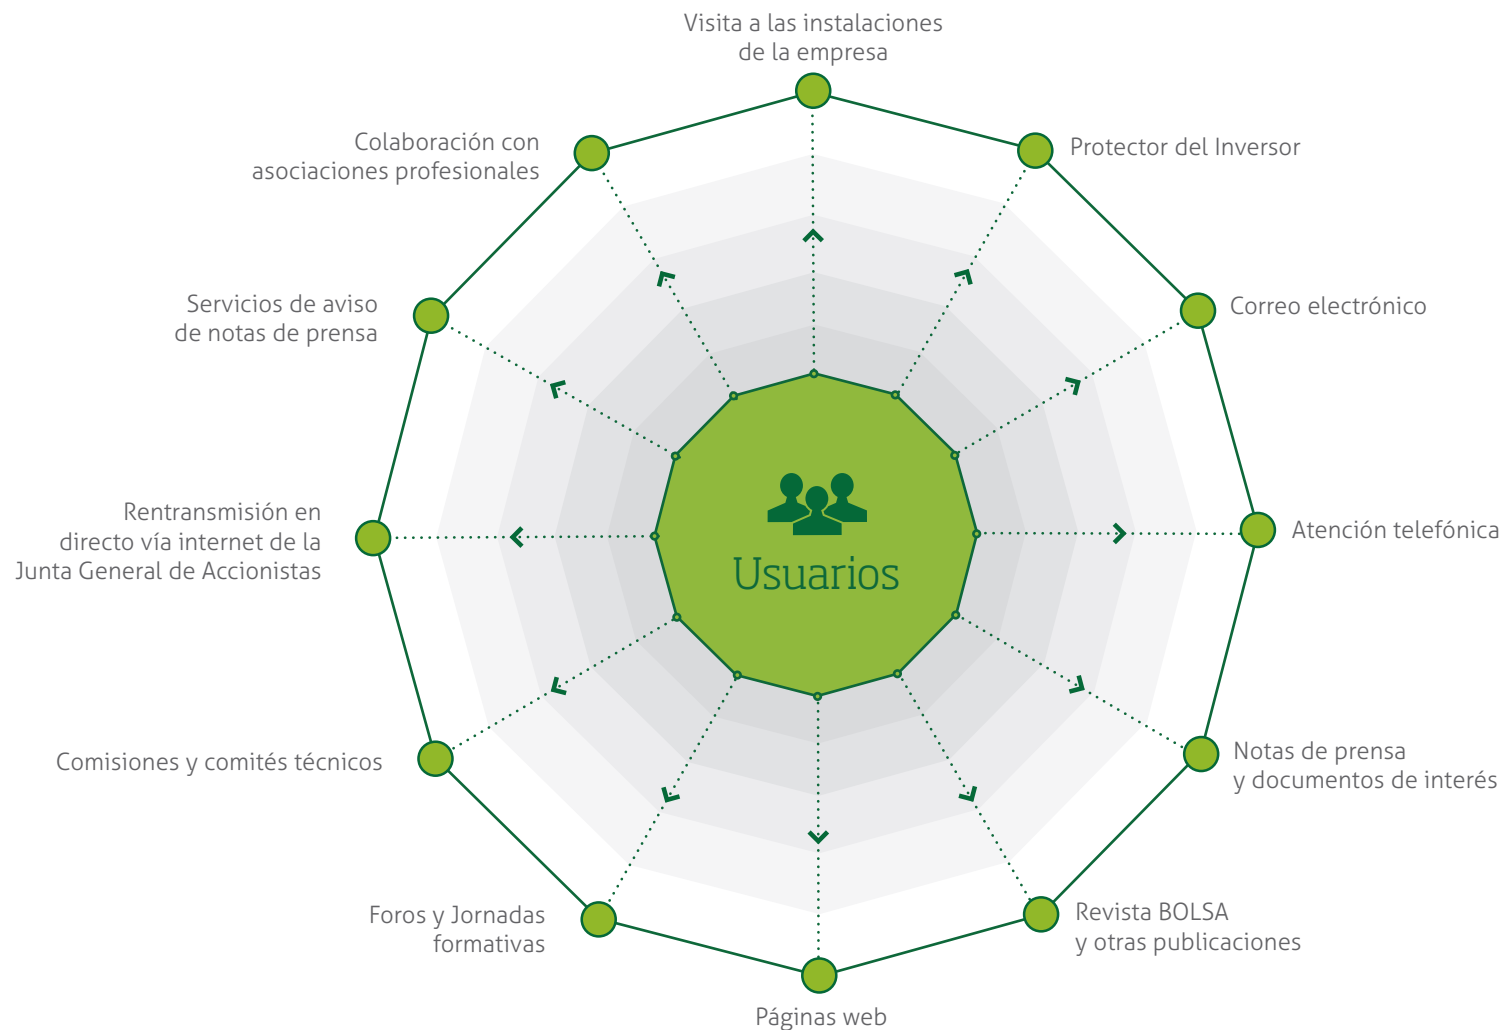 Visita a las instalaciones
de la empresa
Protector del Inversor
Correo electrónico
Atención telefónica
Notas de prensa
y documentos de interés
Revista BOLSA
y otras publicaciones
Páginas web
Foros y Jornadas
formativas
Comisiones y comités técnicos
Rentransmisión en
directo vía internet de la
Junta General de Accionistas
Servicios de aviso
de notas de prensa
Colaboración con
asociaciones profesionales
Usuarios